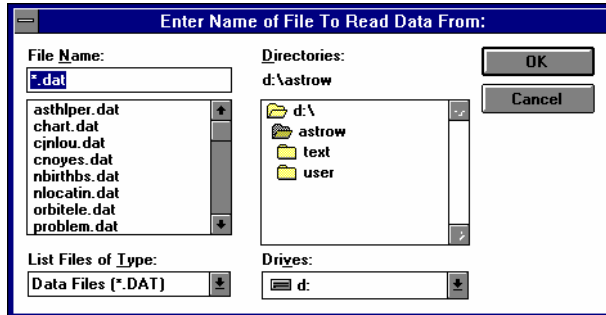 Enter Name of File To Read Data From:
File Name:
*.dat
asthlper.dat
chart.dat
cjnlou.dat
cnoyes.dat
nbirthbs.dat
nlocatin.dat
orbitele.dat
problem.dat
List Files of Type:
Data Files (*.DAT)
Directories:
d:\astrow
d:\
astrow
text
user
Drives:
d:
OK
Cancel